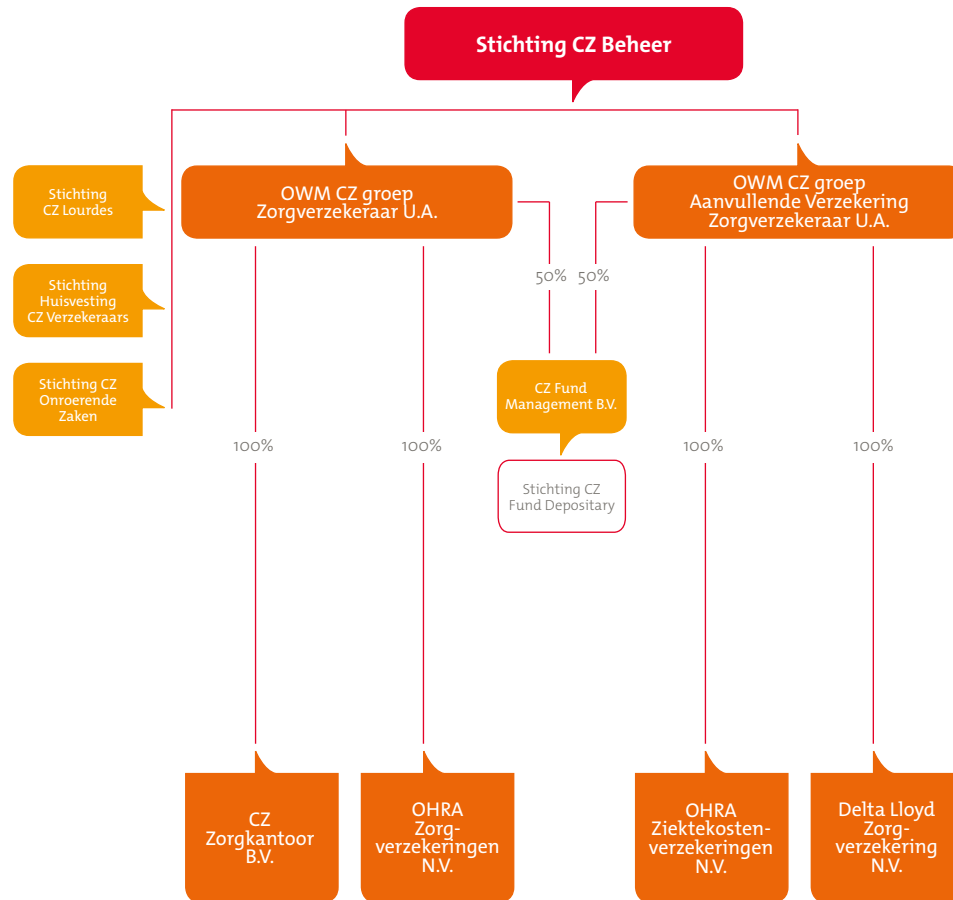 Stichting CZ Beheer
OWM CZ groep
Zorgverzekeraar U.A.
OWM CZ groep
Aanvullende Verzekering
Zorgverzekeraar U.A.
Stichting
CZ Lourdes
Stichting
Huisvesting
CZ Verzekeraars
Stichting CZ
Onroerende
Zaken
50%
50%
CZ Fund
Management B.V.
Stichting CZ
Fund Depositary
100%
100%
100%
100%
CZ
Zorgkantoor
B.V.
OHRA
Zorg-
verzekeringen
N.V.
OHRA
Ziektekosten-
verzekeringen
N.V.
Delta Lloyd
Zorg-
verzekering
N.V.